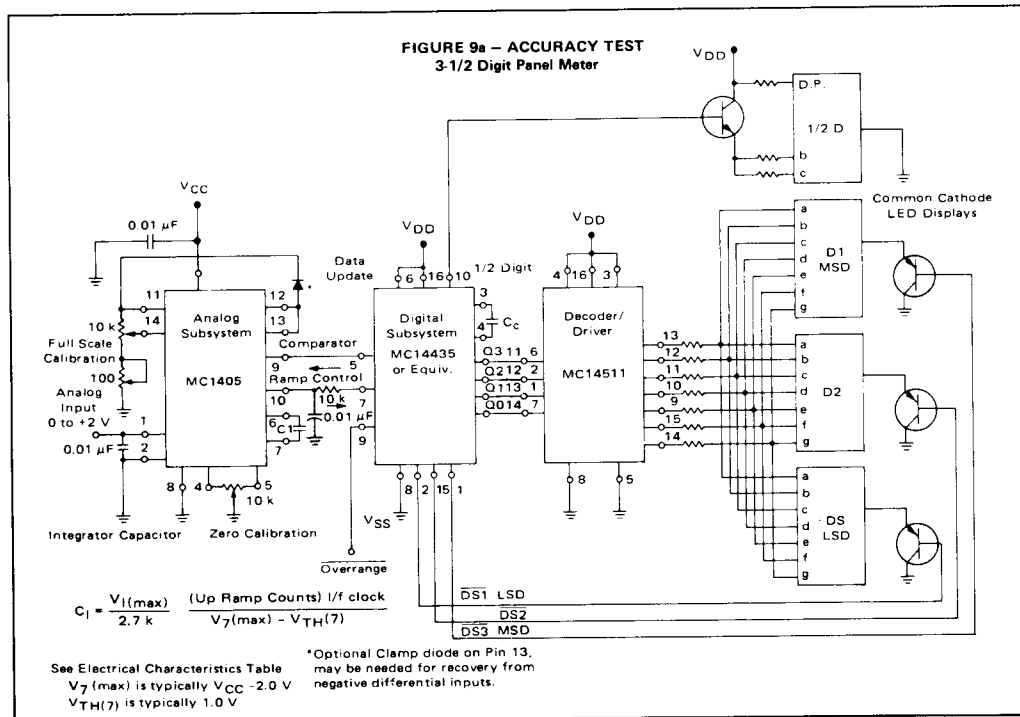 FIGURE 9a – ACCURACY TEST
3-1/2 Digit Panel Meter
VDD
D.P.
1/2 D
b
c
Common Cathode
LED Displays
VCC
0.01 µF
VDD
VDD
Data
Update
6
16
10
1/2 Digit
4
16
3
11
14
12
13
Analog
Subsystem
MC1405
10 k
Full Scale
Calibration
100
Analog
Input
0 to +2 V
1
2
0.01 µF
Comparator
9
5
Ramp Control
10 k
10
7
0.01 µF
6
C1
7
9
8
4
5
10 k
Integrator Capacitor
Zero Calibration
Digital
Subsystem
MC14435
or Equiv.
3
4
Cc
Q3 11
6
Q2 12
2
Q1 13
1
Q0 14
7
8
2
15
1
VSS
Overrange
Decoder/
Driver
MC14511
13
12
11
10
9
15
14
8
5
a
b
c
d
e
f
g
D1
MSD
a
b
c
d
e
f
g
D2
a
b
c
d
e
f
g
DS
LSD
DS1 LSD
DS2
DS3 MSD
CI = VI(max) / 2.7 k (Up Ramp Counts) I/f clock / V7(max) – VTH(7)
*Optional Clamp diode on Pin 13,
may be needed for recovery from
negative differential inputs.
See Electrical Characteristics Table
V7 (max) is typically VCC -2.0 V
VTH(7) is typically 1.0 V